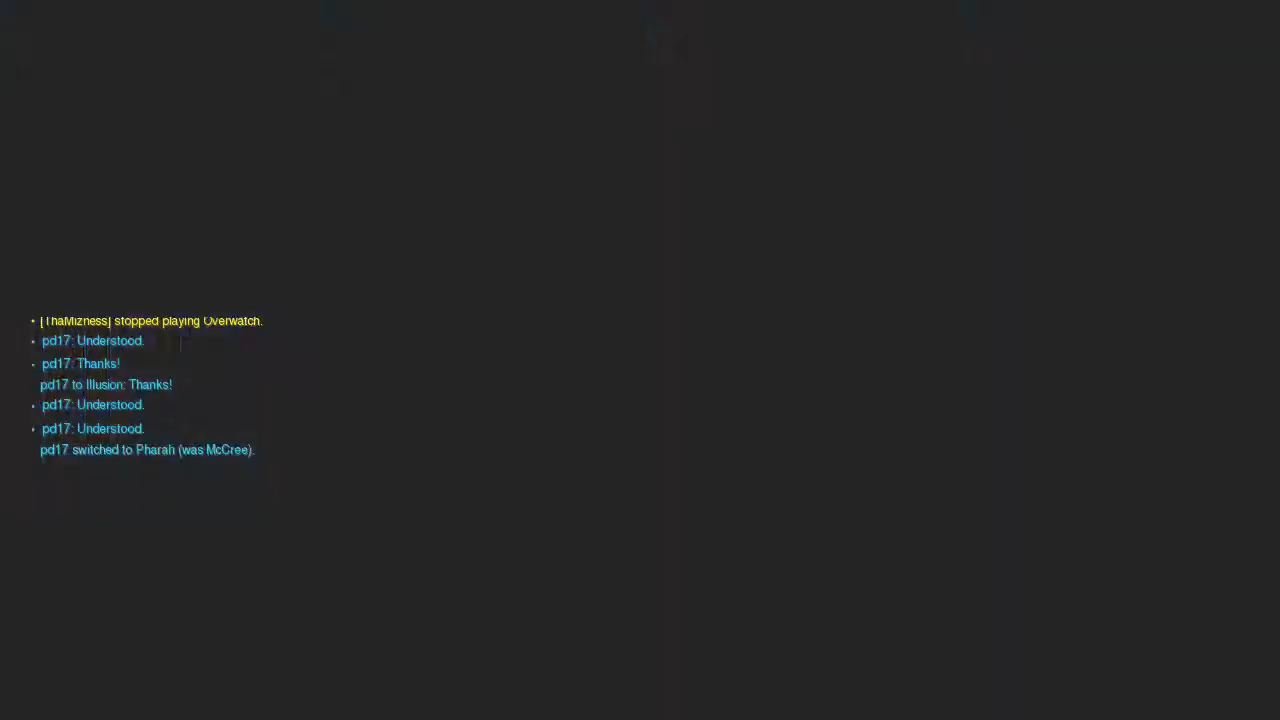 [ThaMizness] stopped playing Overwatch.
pd17: Understood.
pd17: Thanks!
pd17 to Illusion: Thanks!
pd17: Understood.
pd17: Understood.
pd17 switched to Pharah (was McCree).